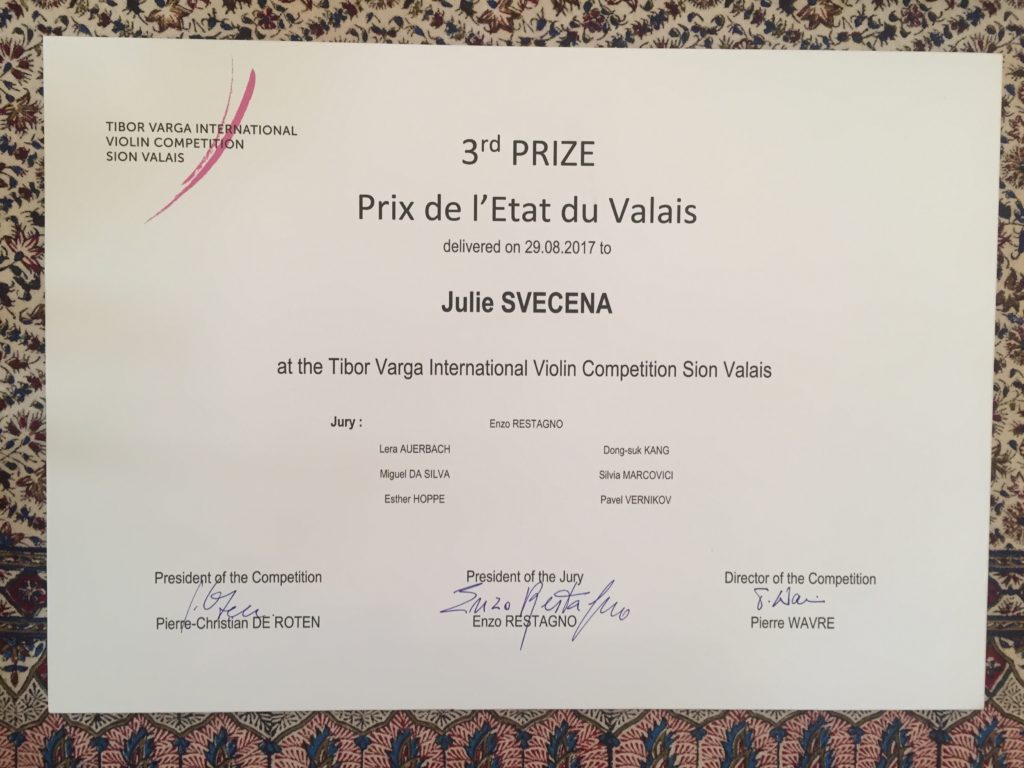 TIBOR VARGA INTERNATIONAL
VIOLIN COMPETITION
SION VALAIS
3rd PRIZE
Prix de l'Etat du Valais
delivered on 29.08.2017 to
Julie SVECENA
at the Tibor Varga International Violin Competition Sion Valais
Jury : Enzo RESTAGNO
Lera AUERBACH Dong-suk KANG
Miguel DA SILVA Silvia MARCOVICI
Esther HOPPE Pavel VERNIKOV
President of the Competition President of the Jury Director of the Competition
Enzo Restagno
Pierre-Christian DE ROTEN Enzo RESTAGNO Pierre WAVRE